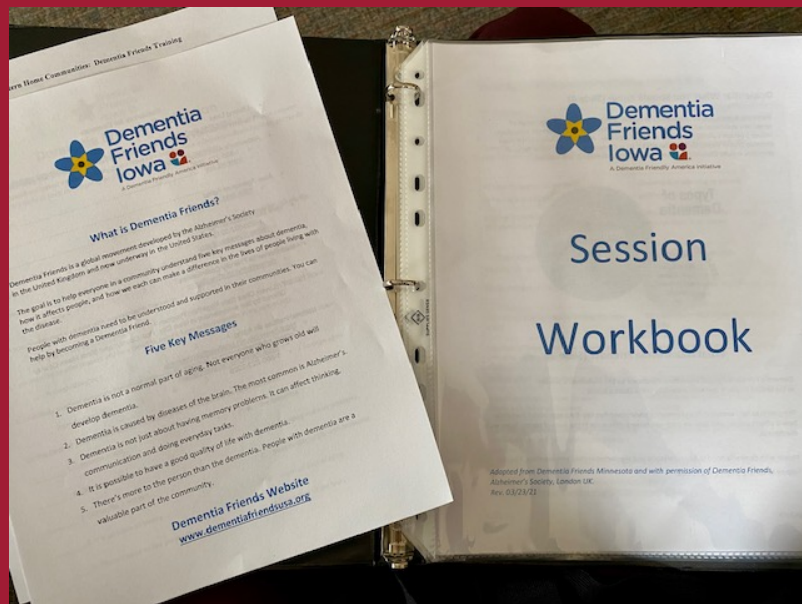 ern Home Communities: Dementia Friends Training
Dementia
Friends
Iowa
A Dementia Friendly America Initiative
What is Dementia Friends?
Dementia Friends is a global movement developed by the Alzheimer's Society
in the United Kingdom and now underway in the United States.
The goal is to help everyone in a community understand five key messages about dementia,
how it affects people, and how we each can make a difference in the lives of people living with
the disease.
People with dementia need to be understood and supported in their communities. You can
help by becoming a Dementia Friend.
Five Key Messages
1. Dementia is not a normal part of aging. Not everyone who grows old will
develop dementia.
2. Dementia is caused by diseases of the brain. The most common is Alzheimer's.
3. Dementia is not just about having memory problems. It can affect thinking,
communication and doing everyday tasks.
4. It is possible to have a good quality of life with dementia.
5. There's more to the person than the dementia. People with dementia are a
valuable part of the community.
Dementia Friends Website
www.dementiafriendsusa.org
Dementia
Friends
Iowa
A Dementia Friendly America Initiative
Types of
Dementia
Session
Workbook
Adapted from Dementia Friends Minnesota and with permission of Dementia Friends,
Alzheimer's Society, London UK.
Rev. 03/23/21